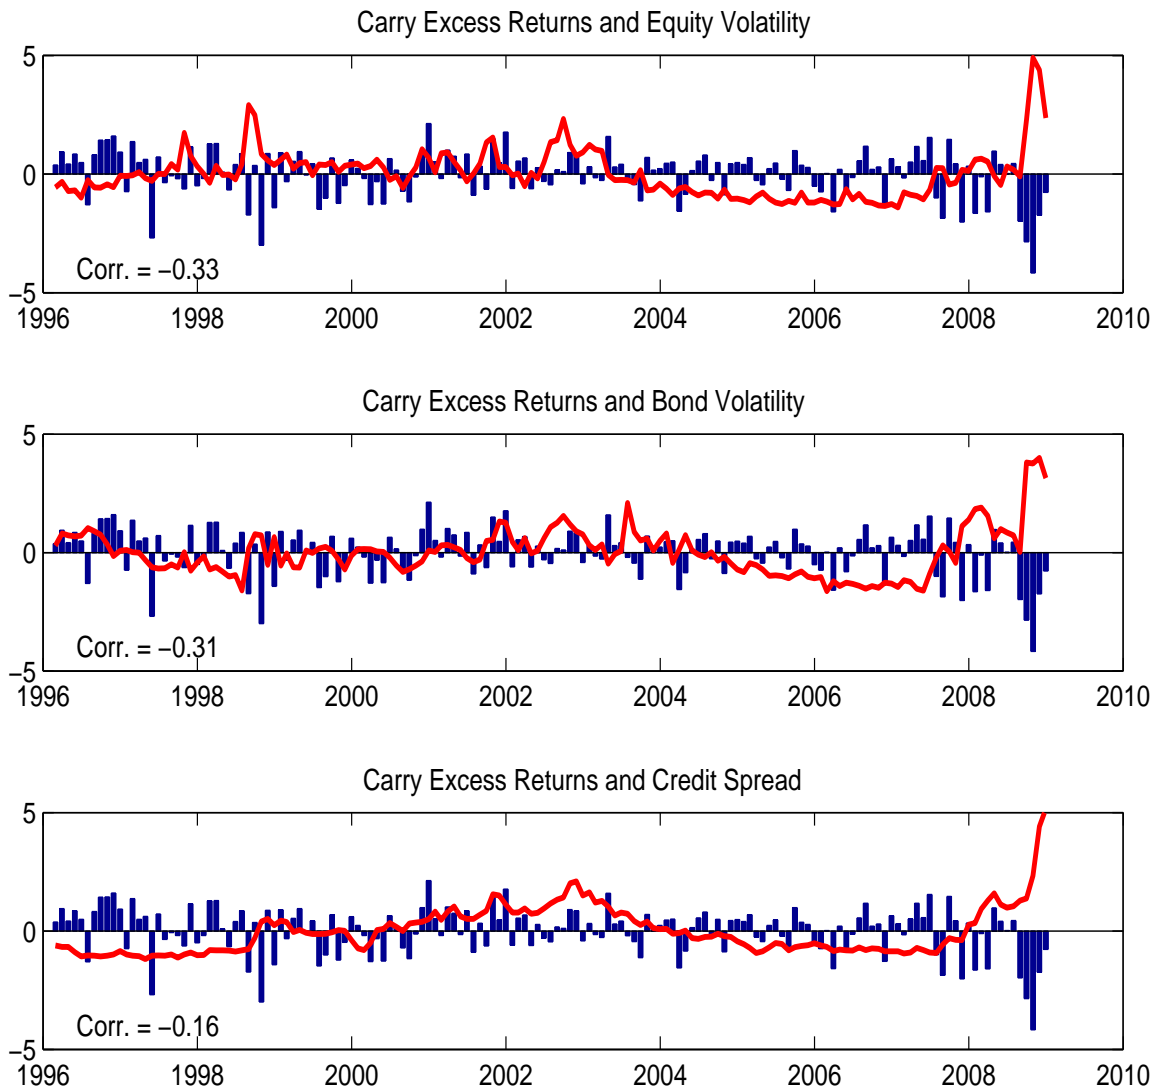 Carry Excess Returns and Equity Volatility
5
0
Corr. = −0.33
−5
1996 1998 2000 2002 2004 2006 2008 2010
Carry Excess Returns and Bond Volatility
5
0
Corr. = −0.31
−5
1996 1998 2000 2002 2004 2006 2008 2010
Carry Excess Returns and Credit Spread
5
0
Corr. = −0.16
−5
1996 1998 2000 2002 2004 2006 2008 2010